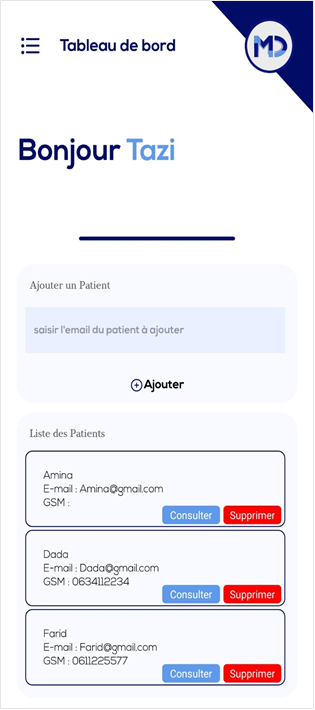 Tableau de bord
MD
Bonjour Tazi
Ajouter un Patient
saisir l'email du patient à ajouter
Ajouter
Liste des Patients
Amina
E-mail : Amina@gmail.com
GSM :
Consulter Supprimer
Dada
E-mail : Dada@gmail.com
GSM : 0634112234
Consulter Supprimer
Farid
E-mail : Farid@gmail.com
GSM : 0611225577
Consulter Supprimer